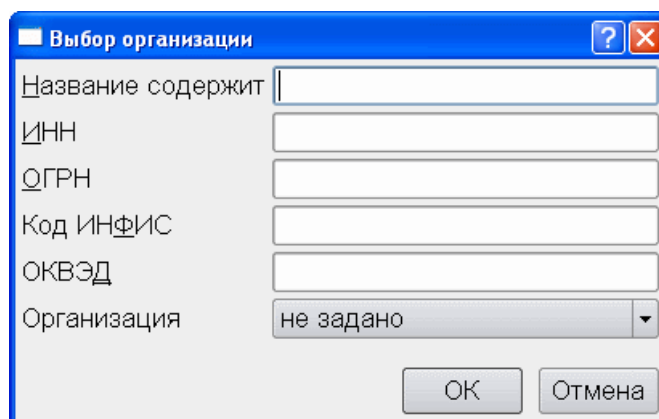 Выбор организации
Название содержит
ИНН
ОГРН
Код ИНФИС
ОКВЭД
Организация не задано
ОК Отмена